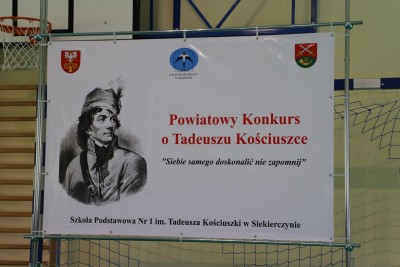 Powiatowy Konkurs
o Tadeuszu Kościuszce
"Siebie samego doskonalić nie zapomnij"
Szkoła Podstawowa Nr 1 im. Tadeusza Kościuszki w Siekierczynie